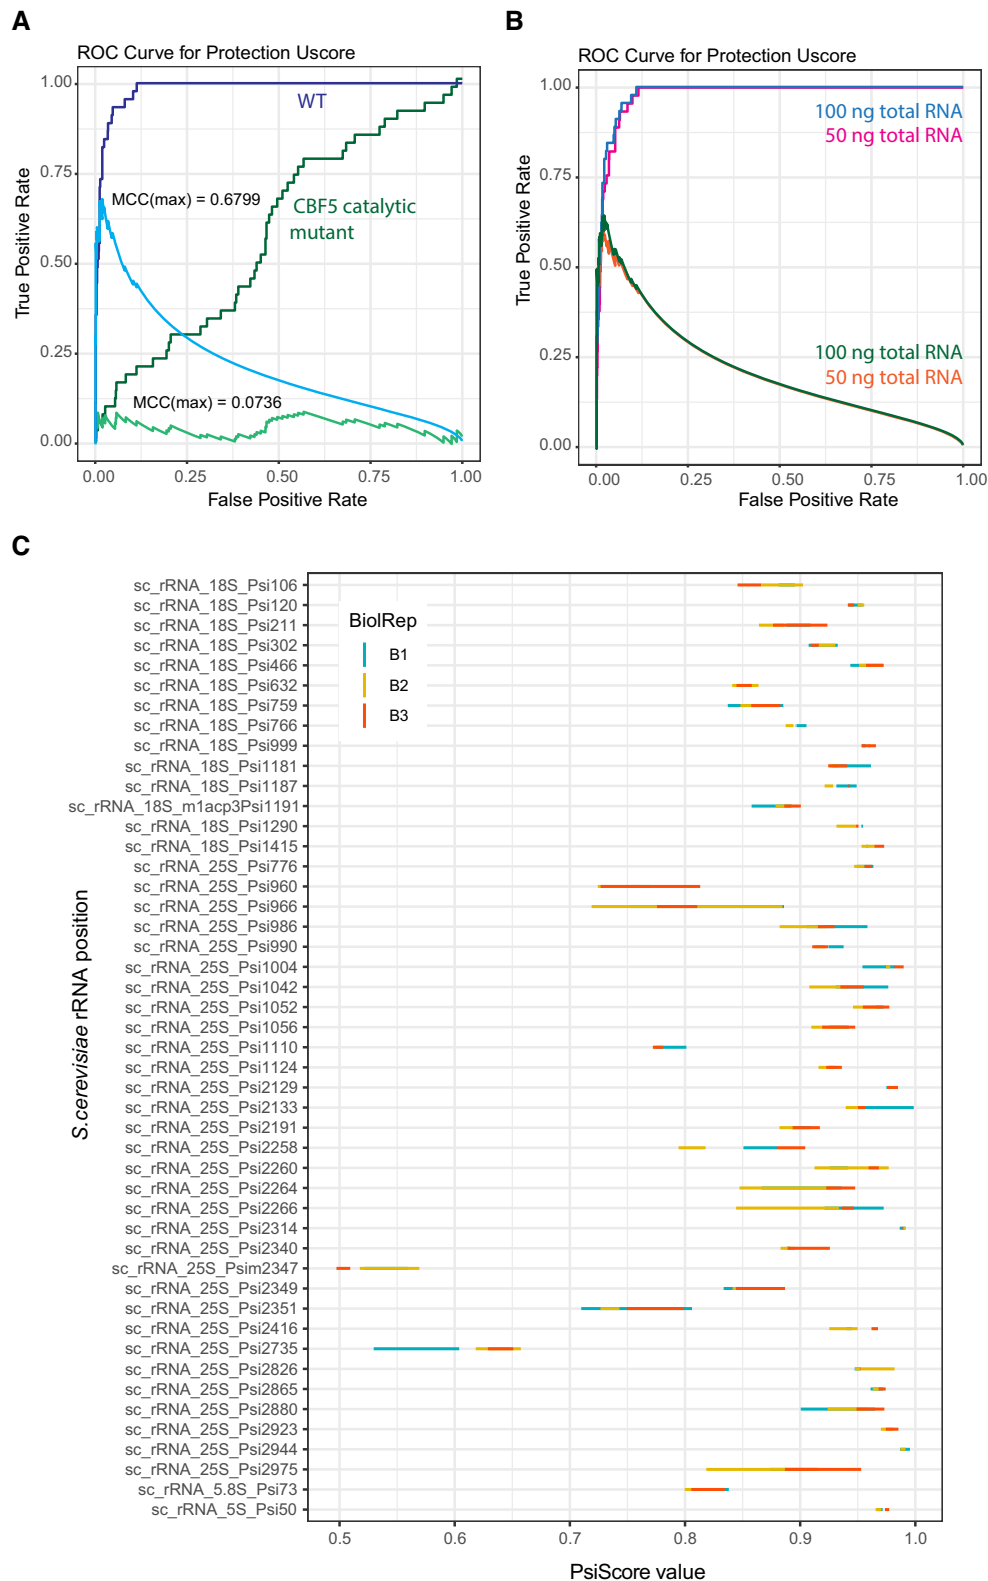 A
ROC Curve for Protection Uscore
True Positive Rate
1.00
0.75
0.50
0.25
0.00
WT
MCC(max) = 0.6799
CBF5 catalytic
mutant
MCC(max) = 0.0736
0.00 0.25 0.50 0.75 1.00
False Positive Rate
B
ROC Curve for Protection Uscore
True Positive Rate
1.00
0.75
0.50
0.25
0.00
100 ng total RNA
50 ng total RNA
100 ng total RNA
50 ng total RNA
0.00 0.25 0.50 0.75 1.00
False Positive Rate
C
S.cerevisiae rRNA position
sc_rRNA_18S_Psi106
sc_rRNA_18S_Psi120
sc_rRNA_18S_Psi211
sc_rRNA_18S_Psi302
sc_rRNA_18S_Psi466
sc_rRNA_18S_Psi632
sc_rRNA_18S_Psi759
sc_rRNA_18S_Psi766
sc_rRNA_18S_Psi999
sc_rRNA_18S_Psi1181
sc_rRNA_18S_Psi1187
sc_rRNA_18S_m1acp3Psi1191
sc_rRNA_18S_Psi1290
sc_rRNA_18S_Psi1415
sc_rRNA_25S_Psi776
sc_rRNA_25S_Psi960
sc_rRNA_25S_Psi966
sc_rRNA_25S_Psi986
sc_rRNA_25S_Psi990
sc_rRNA_25S_Psi1004
sc_rRNA_25S_Psi1042
sc_rRNA_25S_Psi1052
sc_rRNA_25S_Psi1056
sc_rRNA_25S_Psi1110
sc_rRNA_25S_Psi1124
sc_rRNA_25S_Psi2129
sc_rRNA_25S_Psi2133
sc_rRNA_25S_Psi2191
sc_rRNA_25S_Psi2258
sc_rRNA_25S_Psi2260
sc_rRNA_25S_Psi2264
sc_rRNA_25S_Psi2266
sc_rRNA_25S_Psi2314
sc_rRNA_25S_Psi2340
sc_rRNA_25S_Psim2347
sc_rRNA_25S_Psi2349
sc_rRNA_25S_Psi2351
sc_rRNA_25S_Psi2416
sc_rRNA_25S_Psi2735
sc_rRNA_25S_Psi2826
sc_rRNA_25S_Psi2865
sc_rRNA_25S_Psi2880
sc_rRNA_25S_Psi2923
sc_rRNA_25S_Psi2944
sc_rRNA_25S_Psi2975
sc_rRNA_5.8S_Psi73
sc_rRNA_5S_Psi50
BiolRep
B1
B2
B3
0.5 0.6 0.7 0.8 0.9 1.0
PsiScore value